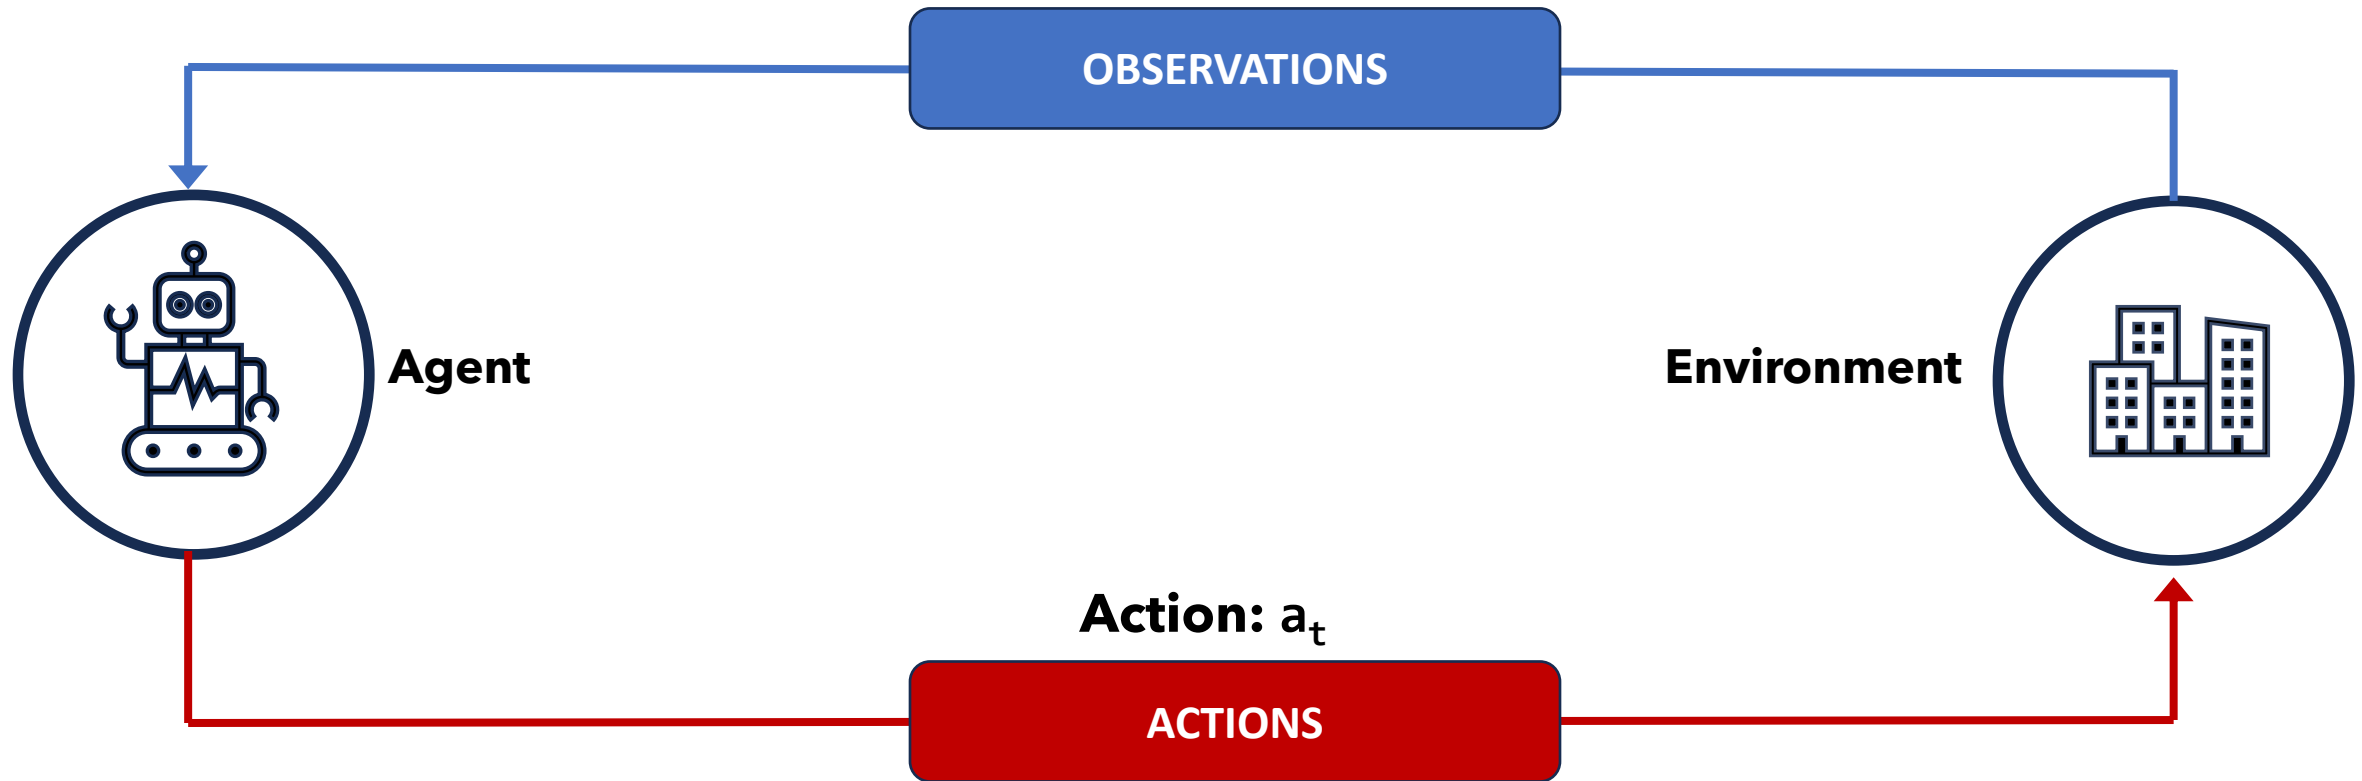 OBSERVATIONS
Agent
Environment
Action: aₜ
ACTIONS